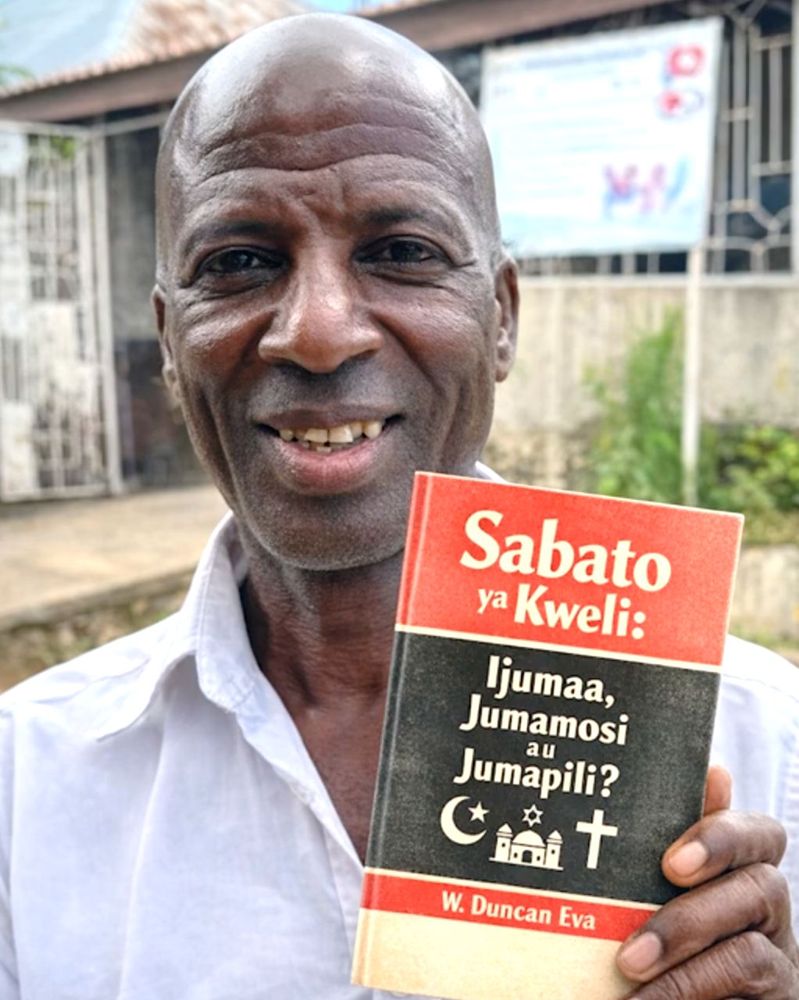 Sabato
ya Kweli:
Ijumaa,
Jumamosi
au
Jumapili?
W. Duncan Eva